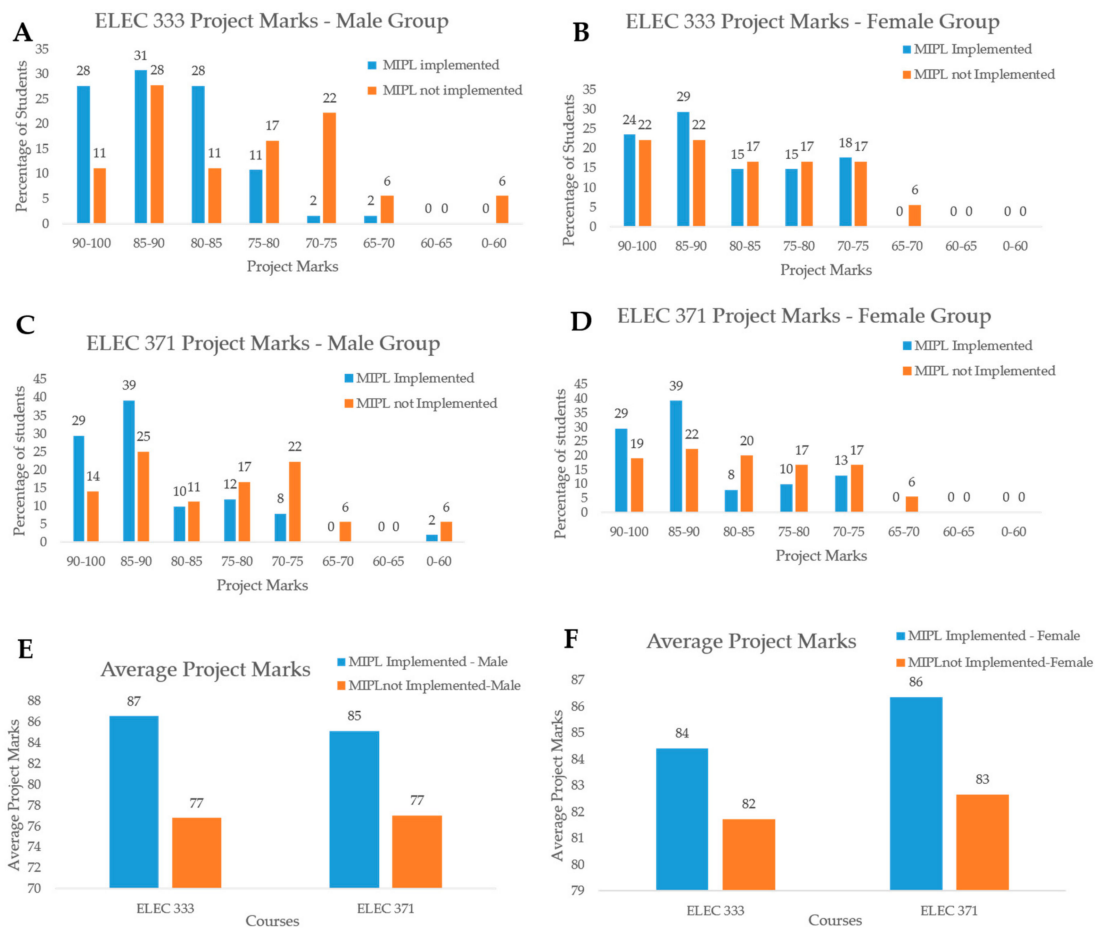 A
ELEC 333 Project Marks - Male Group
MIPL implemented
MIPL not implemented
Percentage of Students
35
30
25
20
15
10
5
0
28 31 28 11 2 2 0 0
11 28 11 17 22 6 0 6
90-100 85-90 80-85 75-80 70-75 65-70 60-65 0-60
Project Marks
B
ELEC 333 Project Marks - Female Group
MIPL Implemented
MIPL not Implemented
Percentage of Students
35
30
25
20
15
10
5
0
24 29 15 15 18 0 0 0
22 22 17 17 17 6 0 0
90-100 85-90 80-85 75-80 70-75 65-70 60-65 0-60
Project Marks
C
ELEC 371 Project Marks - Male Group
MIPL Implemented
MIPL not Implemented
Percentage of students
45
40
35
30
25
20
15
10
5
0
29 39 10 12 8 0 0 2
14 25 11 17 22 6 0 6
90-100 85-90 80-85 75-80 70-75 65-70 60-65 0-60
Project Marks
D
ELEC 371 Project Marks - Female Group
MIPL Implemented
MIPL not Implemented
Percentage of students
45
40
35
30
25
20
15
10
5
0
29 39 8 10 13 0 0 0
19 22 20 17 17 6 0 0
90-100 85-90 80-85 75-80 70-75 65-70 60-65 0-60
Project Marks
E
Average Project Marks
MIPL Implemented - Male
MIPLnot Implemented-Male
Average Project Marks
88
86
84
82
80
78
76
74
72
70
87 77 85 77
ELEC 333 ELEC 371
Courses
F
Average Project Marks
MIPL Implemented - Female
MIPLnot Implemented-Female
Average Project Marks
87
86
85
84
83
82
81
80
79
84 82 86 83
ELEC 333 ELEC 371
Courses